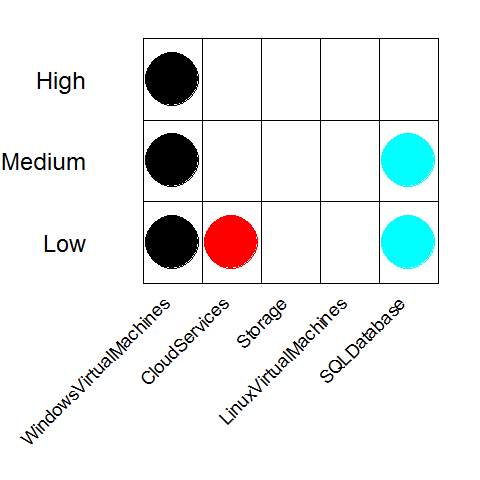 High
Medium
Low
WindowsVirtualMachines
CloudServices
Storage
LinuxVirtualMachines
SQLDatabase